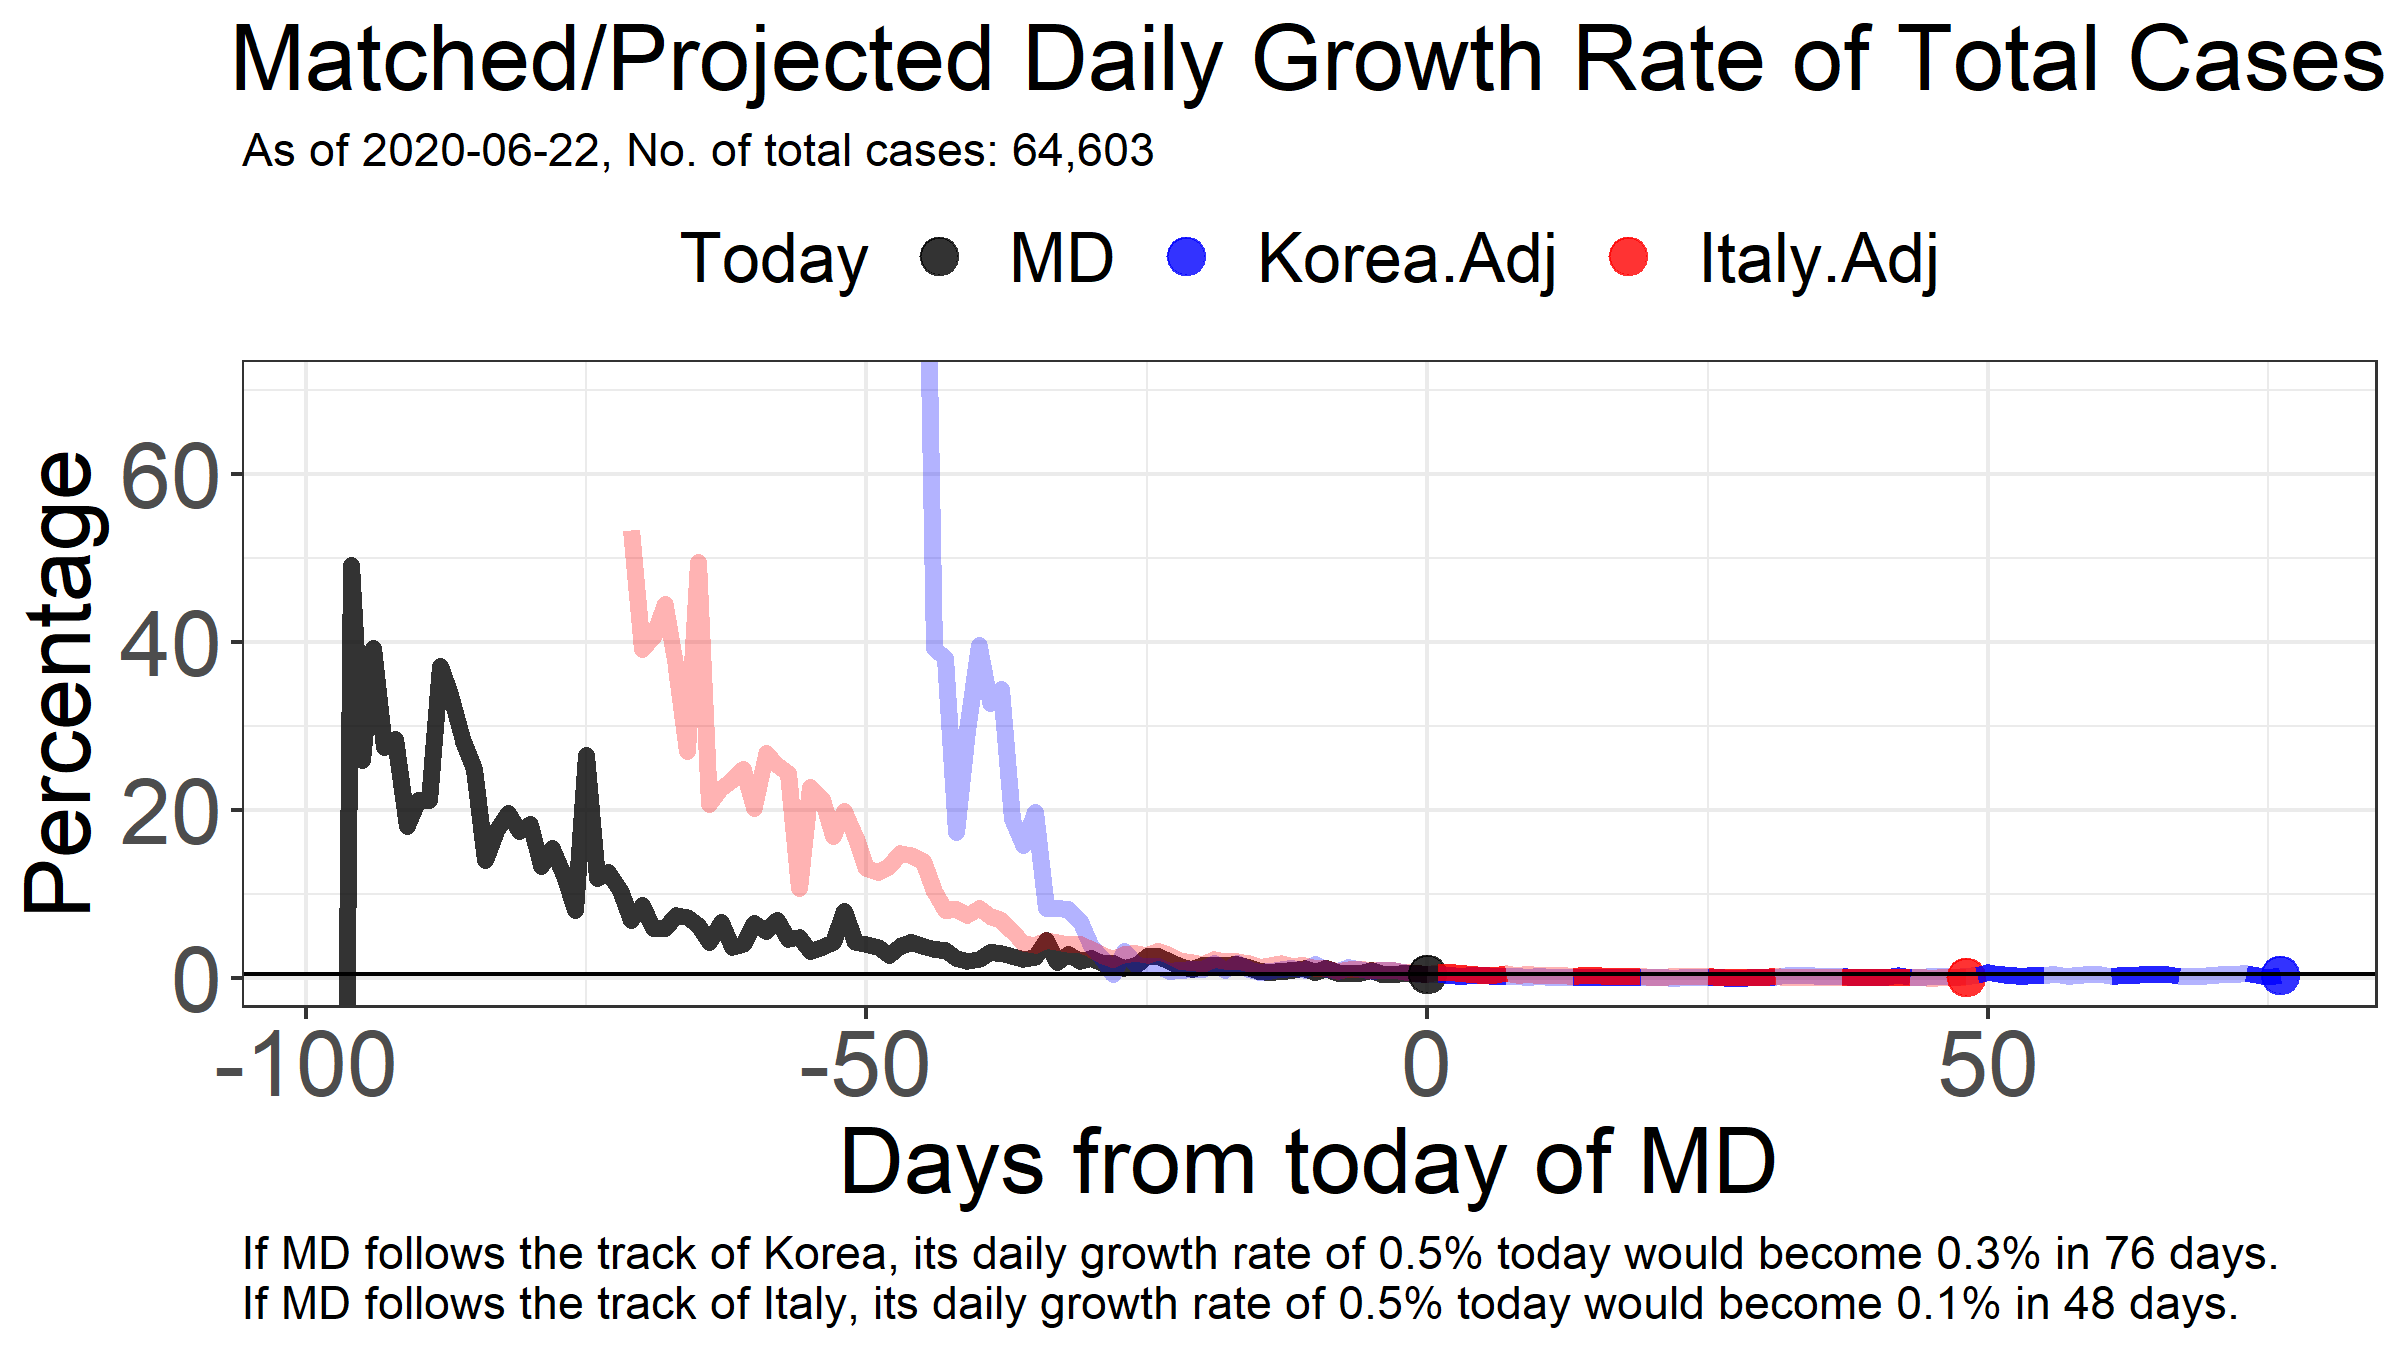 Matched/Projected Daily Growth Rate of Total Cases
As of 2020-06-22, No. of total cases: 64,603
Today MD Korea.Adj Italy.Adj
Percentage
60
40
20
0
-100 -50 0 50
Days from today of MD
If MD follows the track of Korea, its daily growth rate of 0.5% today would become 0.3% in 76 days.
If MD follows the track of Italy, its daily growth rate of 0.5% today would become 0.1% in 48 days.